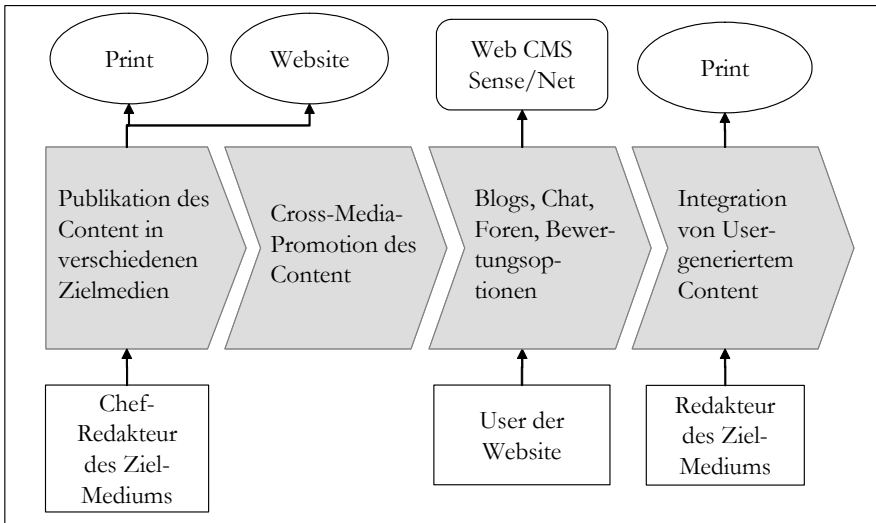 Print
Website
Web CMS
Sense/Net
Print
Publikation des
Content in
verschiedenen
Zielmedien
Cross-Media-
Promotion des
Content
Blogs, Chat,
Foren, Bewer-
tungsop-
tionen
Integration
von User-
generiertem
Content
Chef-
Redakteur
des Ziel-
Mediums
User der
Website
Redakteur
des Ziel-
Mediums